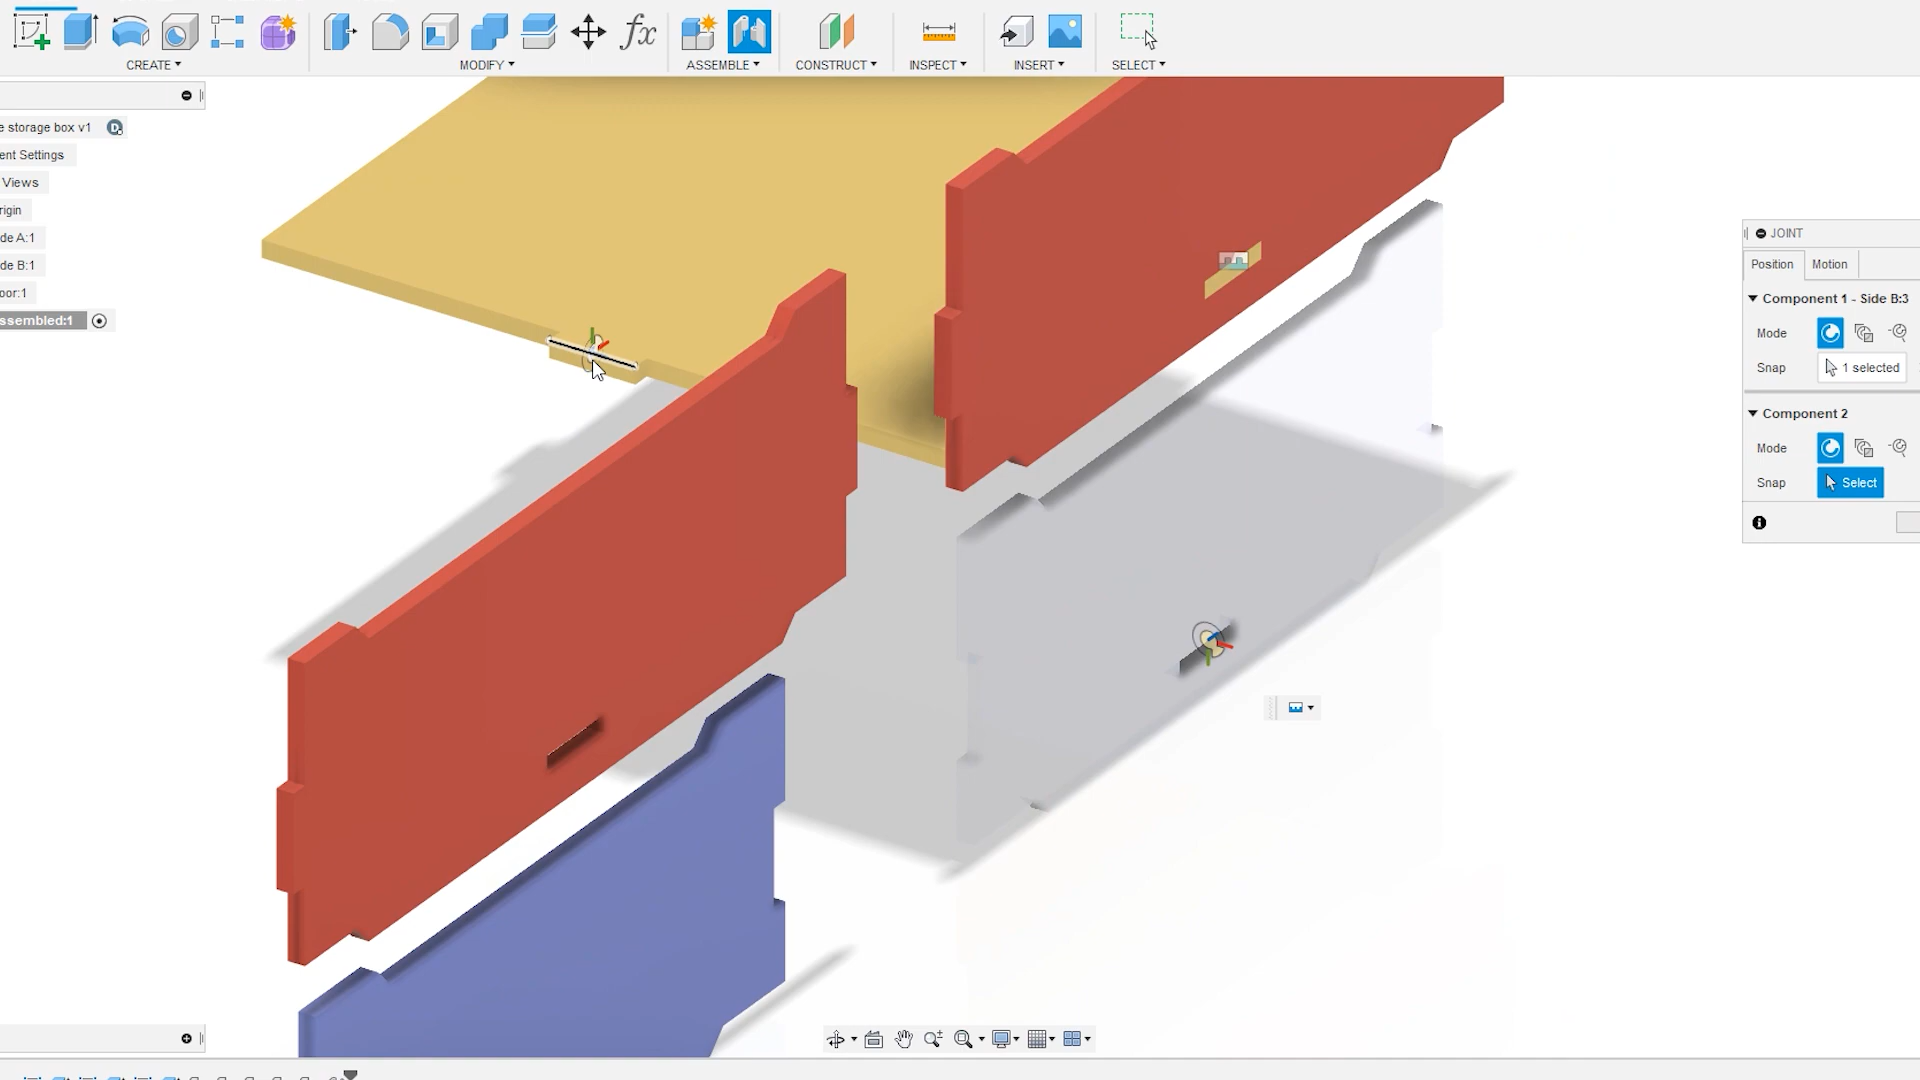 CREATE
MODIFY
ASSEMBLE
CONSTRUCT
INSPECT
INSERT
SELECT
e storage box v1
ent Settings
Views
rigin
de A:1
de B:1
oor:1
ssembled:1
JOINT
Position Motion
Component 1 - Side B:3
Mode
Snap 1 selected
Component 2
Mode
Snap Select